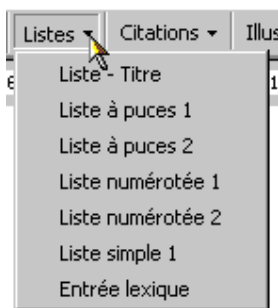 Listes Citations Illus
Liste - Titre
Liste à puces 1
Liste à puces 2
Liste numérotée 1
Liste numérotée 2
Liste simple 1
Entrée lexique